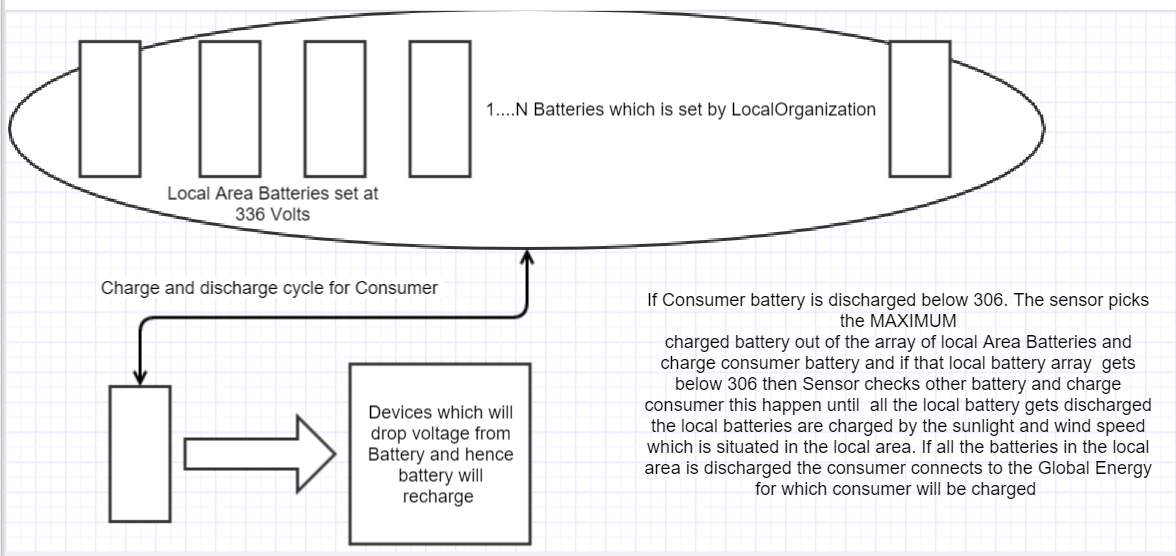 1....N Batteries which is set by LocalOrganization
Local Area Batteries set at
336 Volts
Charge and discharge cycle for Consumer
Devices which will
drop voltage from
Battery and hence
battery will
recharge
If Consumer battery is discharged below 306. The sensor picks
the MAXIMUM
charged battery out of the array of local Area Batteries and
charge consumer battery and if that local battery array  gets
below 306 then Sensor checks other battery and charge
consumer this happen until  all the local battery gets discharged
the local batteries are charged by the sunlight and wind speed
which is situated in the local area. If all the batteries in the local
area is discharged the consumer connects to the Global Energy
for which consumer will be charged